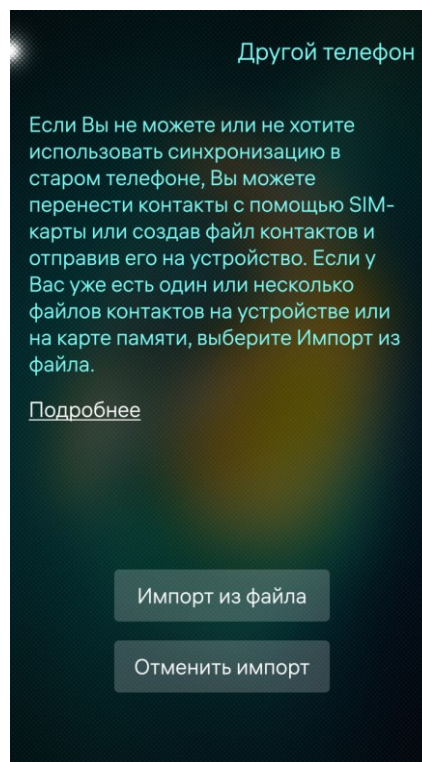 Другой телефон
Если Вы не можете или не хотите
использовать синхронизацию в
старом телефоне, Вы можете
перенести контакты с помощью SIM-
карты или создав файл контактов и
отправив его на устройство. Если у
Вас уже есть один или несколько
файлов контактов на устройстве или
на карте памяти, выберите Импорт из
файла.
Подробнее
Импорт из файла
Отменить импорт